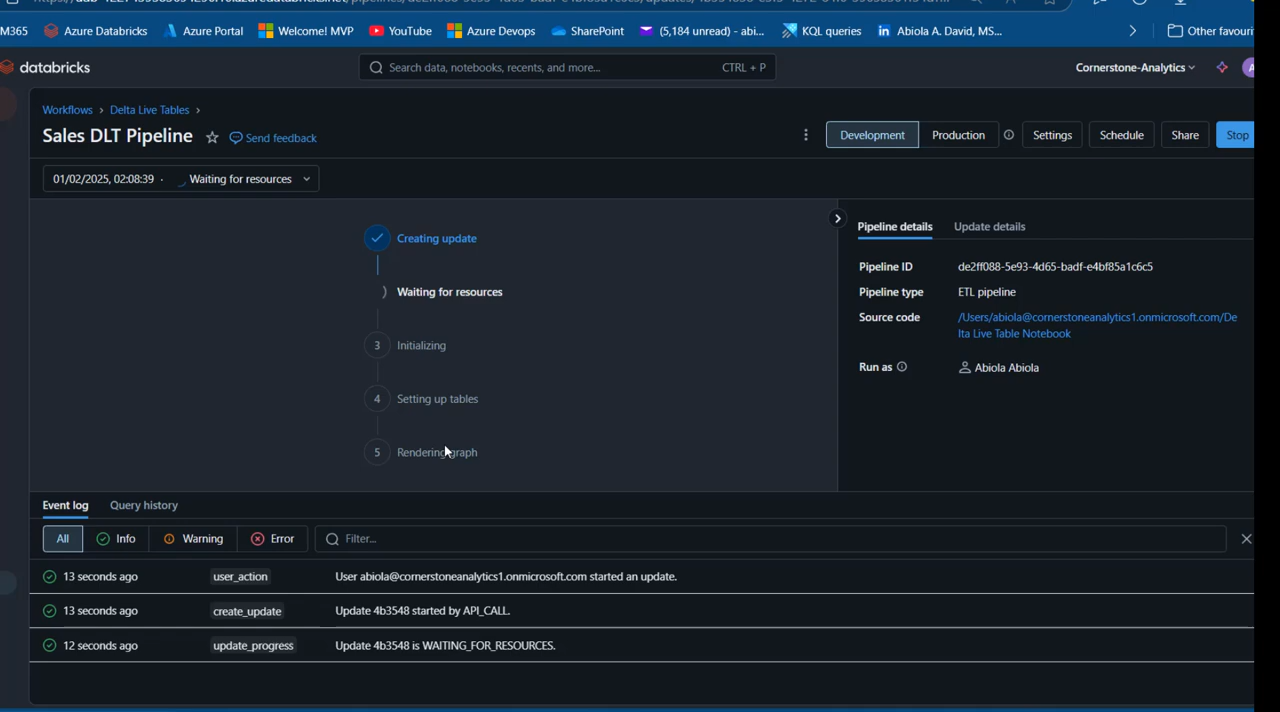 M365 Azure Databricks Azure Portal Welcome! MVP YouTube Azure Devops SharePoint (5,184 unread) - abi... KQL queries Abiola A. David, MS... Other favouri
databricks Search data, notebooks, recents, and more... CTRL + P Cornerstone-Analytics A
Workflows › Delta Live Tables ›
Sales DLT Pipeline Send feedback Development Production Settings Schedule Share Stop
01/02/2025, 02:08:39 · Waiting for resources
Creating update
Waiting for resources
3 Initializing
4 Setting up tables
5 Rendering graph
Pipeline details Update details
Pipeline ID de2ff088-5e93-4d65-badf-e4bf85a1c6c5
Pipeline type ETL pipeline
Source code /Users/abiola@cornerstoneanalytics1.onmicrosoft.com/De
lta Live Table Notebook
Run as Abiola Abiola
Event log Query history
All Info Warning Error Filter...
13 seconds ago user_action User abiola@cornerstoneanalytics1.onmicrosoft.com started an update.
13 seconds ago create_update Update 4b3548 started by API_CALL.
12 seconds ago update_progress Update 4b3548 is WAITING_FOR_RESOURCES.